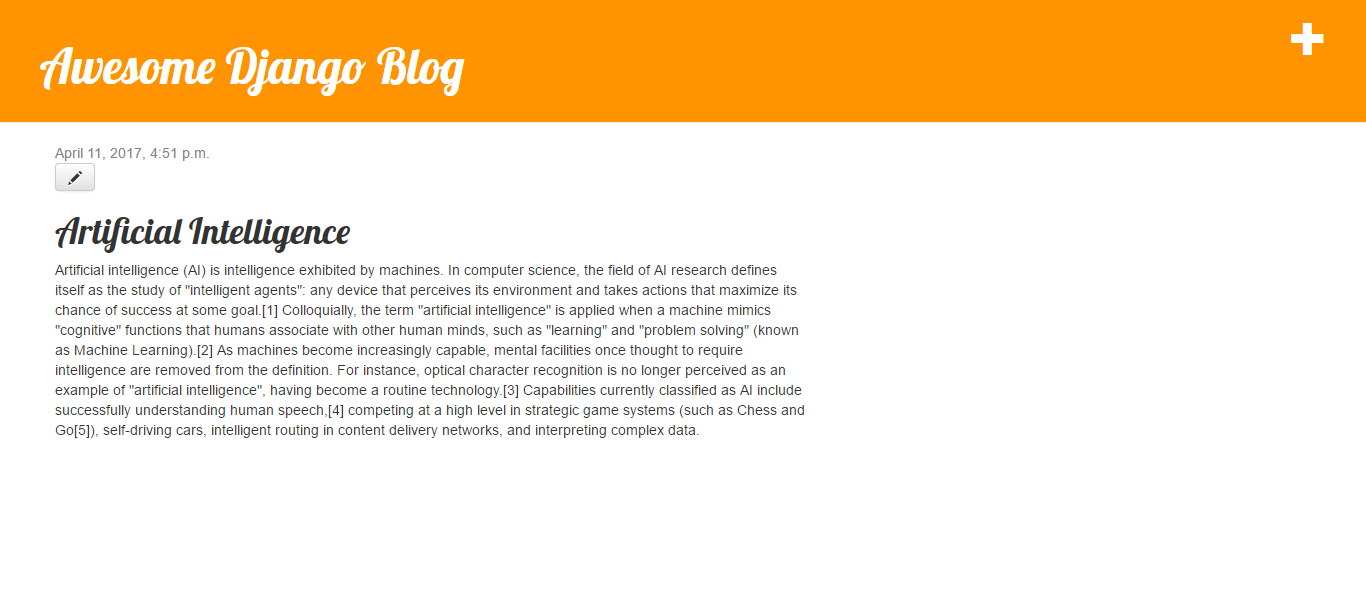 Awesome Django Blog
April 11, 2017, 4:51 p.m.
Artificial Intelligence
Artificial intelligence (AI) is intelligence exhibited by machines. In computer science, the field of AI research defines
itself as the study of "intelligent agents": any device that perceives its environment and takes actions that maximize its
chance of success at some goal.[1] Colloquially, the term "artificial intelligence" is applied when a machine mimics
"cognitive" functions that humans associate with other human minds, such as "learning" and "problem solving" (known
as Machine Learning).[2] As machines become increasingly capable, mental facilities once thought to require
intelligence are removed from the definition. For instance, optical character recognition is no longer perceived as an
example of "artificial intelligence", having become a routine technology.[3] Capabilities currently classified as AI include
successfully understanding human speech,[4] competing at a high level in strategic game systems (such as Chess and
Go[5]), self-driving cars, intelligent routing in content delivery networks, and interpreting complex data.